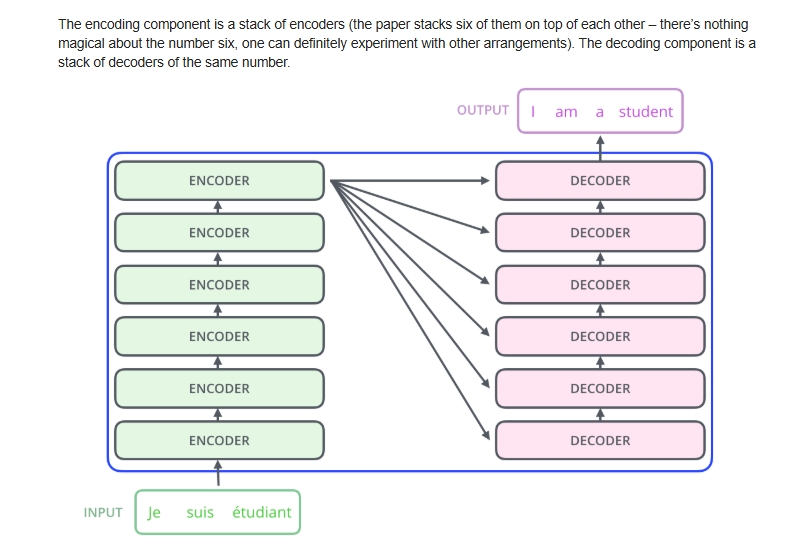 The encoding component is a stack of encoders (the paper stacks six of them on top of each other – there's nothing
magical about the number six, one can definitely experiment with other arrangements). The decoding component is a
stack of decoders of the same number.
OUTPUT I am a student
ENCODER DECODER
ENCODER DECODER
ENCODER DECODER
ENCODER DECODER
ENCODER DECODER
ENCODER DECODER
INPUT Je suis étudiant